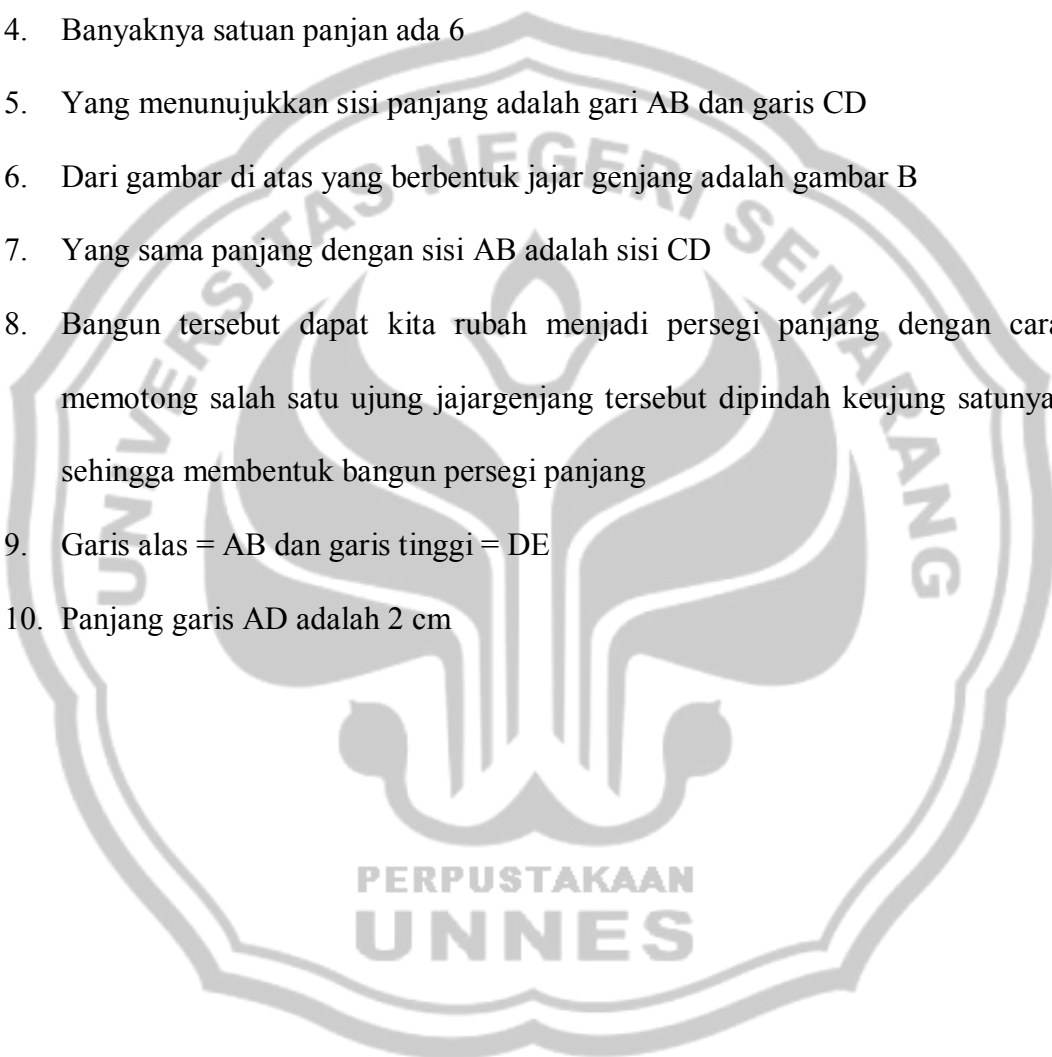 4. Banyaknya satuan panjan ada 6
5. Yang menunujukkan sisi panjang adalah gari AB dan garis CD
6. Dari gambar di atas yang berbentuk jajar genjang adalah gambar B
7. Yang sama panjang dengan sisi AB adalah sisi CD
8. Bangun tersebut dapat kita rubah menjadi persegi panjang dengan cara
memotong salah satu ujung jajargenjang tersebut dipindah keujung satunya
sehingga membentuk bangun persegi panjang
9. Garis alas = AB dan garis tinggi = DE
10. Panjang garis AD adalah 2 cm
UNIVERSITAS NEGERI SEMARANG
PERPUSTAKAAN
UNNES